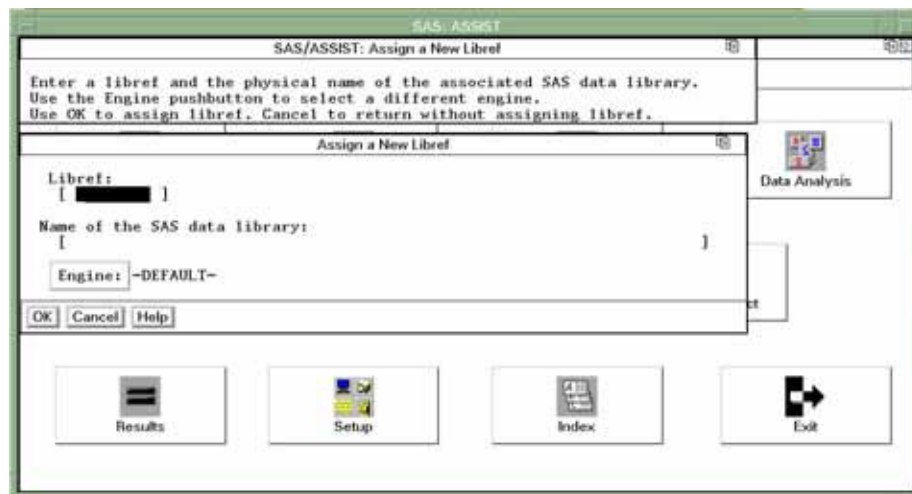 SAS: ASSIST
SAS/ASSIST: Assign a New Libref
Enter a libref and the physical name of the associated SAS data library.
Use the Engine pushbutton to select a different engine.
Use OK to assign libref. Cancel to return without assigning libref.
Assign a New Libref
Libref:
[ ]
Name of the SAS data library:
[ ]
Engine: -DEFAULT-
OK Cancel Help
Data Analysis
ct
Results Setup Index Exit